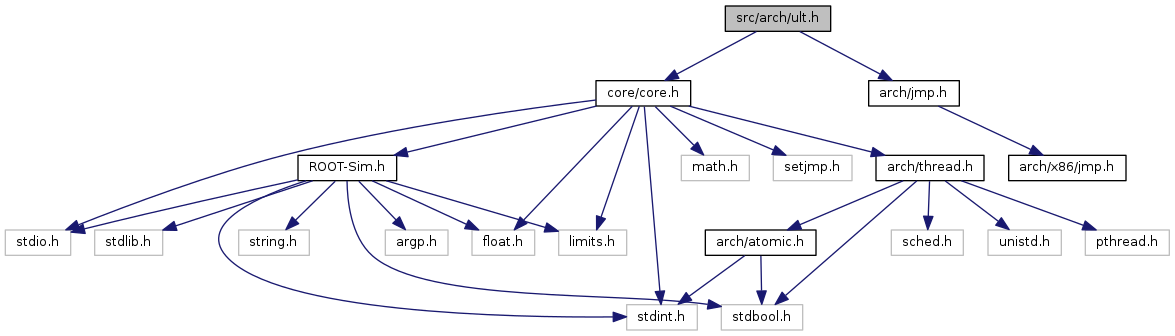 src/arch/ult.h
core/core.h
arch/jmp.h
ROOT-Sim.h
math.h
setjmp.h
arch/thread.h
arch/x86/jmp.h
stdio.h
stdlib.h
string.h
argp.h
float.h
limits.h
arch/atomic.h
sched.h
unistd.h
pthread.h
stdint.h
stdbool.h